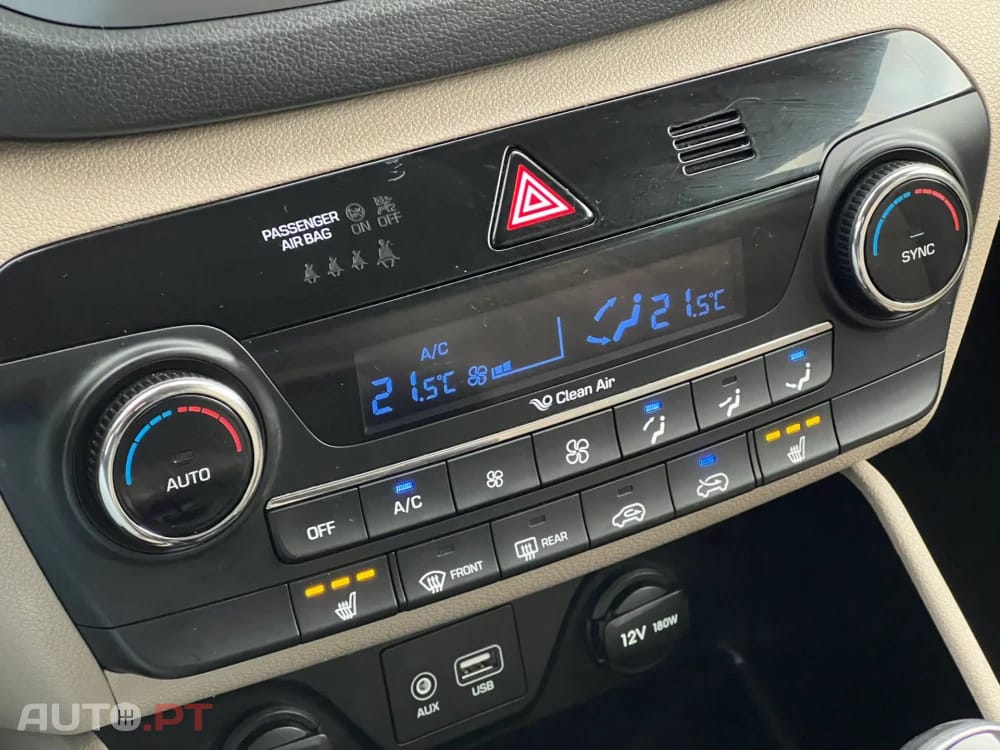 PASSENGER
AIR BAG
ON
OFF
SYNC
A/C
21.5°C
21.5°C
Clean Air
AUTO
OFF
A/C
FRONT
REAR
12V 180W
AUX
USB
AUTO.PT